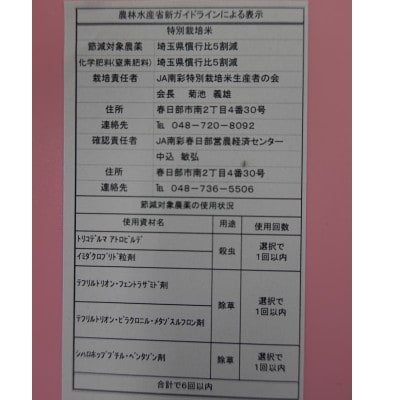 農林水産省新ガイドラインによる表示
特別栽培米
節減対象農薬 埼玉県慣行比5割減
化学肥料(窒素肥料) 埼玉県慣行比5割減
栽培責任者 JA南彩特別栽培米生産者の会
会長 菊池 義雄
住所 春日部市南2丁目4番30号
連絡先 ℡ 048-720-8092
確認責任者 JA南彩春日部営農経済センター
中込 敏弘
住所 春日部市南2丁目4番30号
連絡先 ℡ 048-736-5506
節減対象農薬の使用状況
使用資材名 用途 使用回数
トリコデルマ アトロビルデ
イミダクロプリド粒剤 殺虫 選択で1回以内
テフリルトリオン・フェントラザミド剤
テフリルトリオン・ピラクロニル・メタゾスルフロン剤 除草 選択で1回以内
シハロホップブチル・ベンタゾン剤 除草 選択で1回以内
合計で6回以内